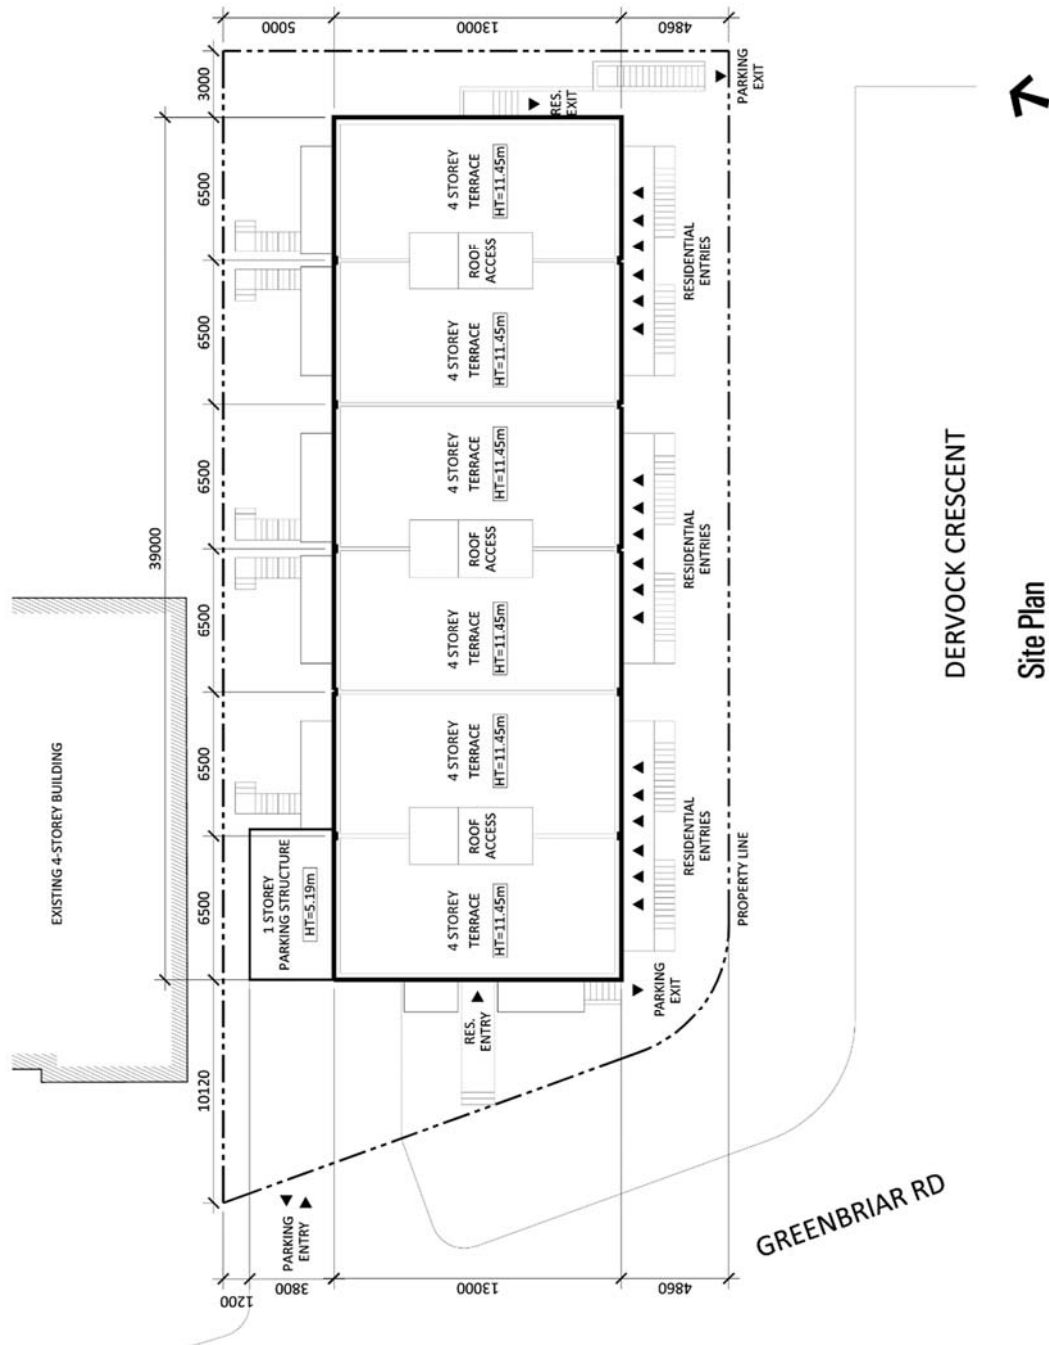 5000
13000
4860
3000
6500
6500
6500
6500
6500
6500
39000
10120
1200
3800
13000
4860
EXISTING 4-STOREY BUILDING
PARKING
EXIT
RES.
EXIT
4 STOREY
TERRACE
HT=11.45m
ROOF
ACCESS
4 STOREY
TERRACE
HT=11.45m
RESIDENTIAL
ENTRIES
4 STOREY
TERRACE
HT=11.45m
ROOF
ACCESS
4 STOREY
TERRACE
HT=11.45m
RESIDENTIAL
ENTRIES
4 STOREY
TERRACE
HT=11.45m
ROOF
ACCESS
4 STOREY
TERRACE
HT=11.45m
RESIDENTIAL
ENTRIES
1 STOREY
PARKING STRUCTURE
HT=5.19m
PROPERTY LINE
RES.
ENTRY
PARKING
EXIT
PARKING
ENTRY
GREENBRIAR RD
DERVOCK CRESCENT
Site Plan